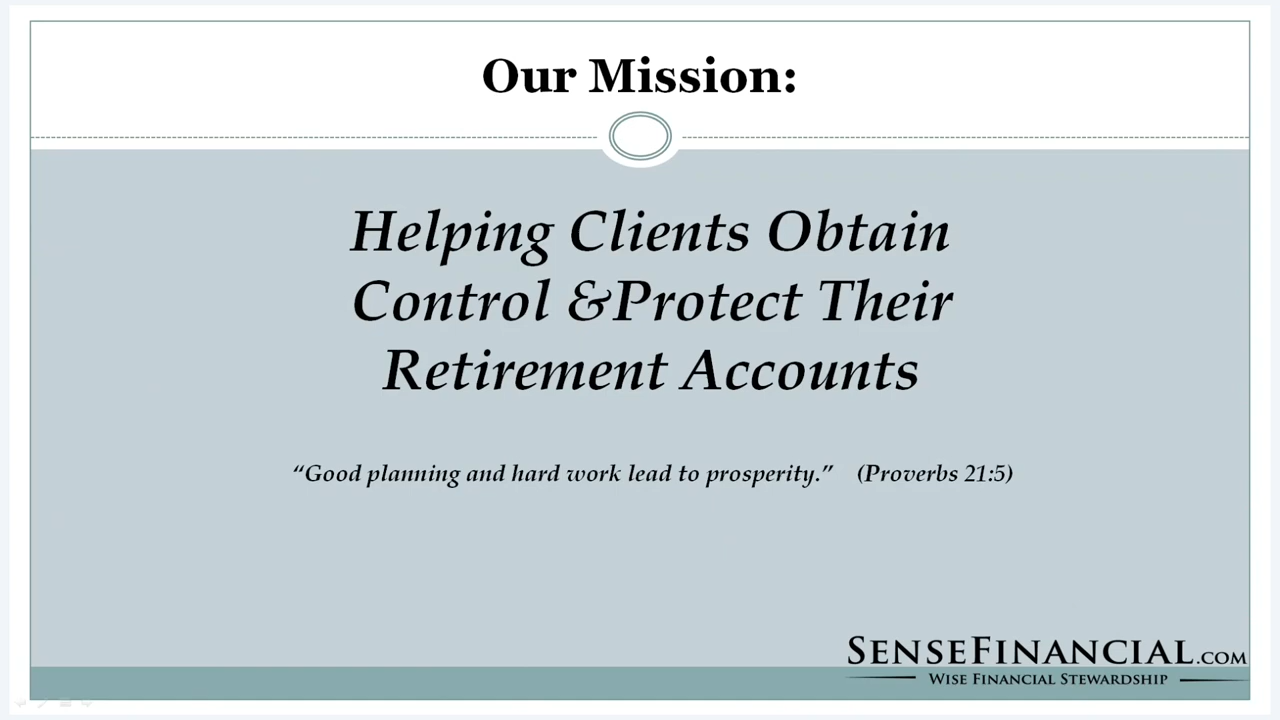 Our Mission:
Helping Clients Obtain
Control &Protect Their
Retirement Accounts
“Good planning and hard work lead to prosperity.” (Proverbs 21:5)
SENSEFINANCIAL.COM
WISE FINANCIAL STEWARDSHIP